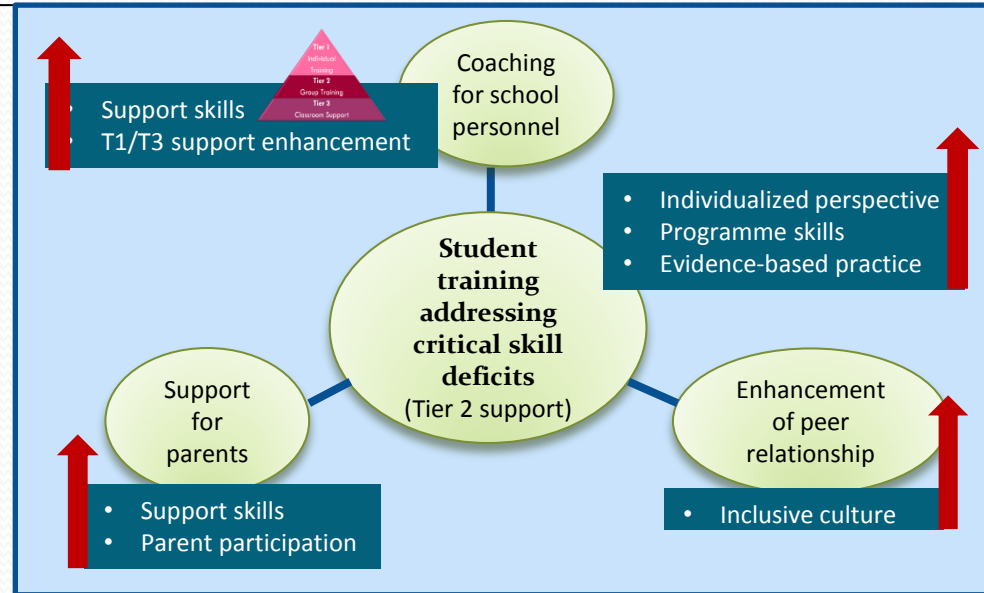 Tier 1
Individual
Training
Tier 2
Group Training
Tier 3
Classroom Support
• Support skills
• T1/T3 support enhancement
Coaching
for school
personnel
• Individualized perspective
• Programme skills
• Evidence-based practice
Student
training
addressing
critical skill
deficits
(Tier 2 support)
Support
for
parents
• Support skills
• Parent participation
Enhancement
of peer
relationship
• Inclusive culture